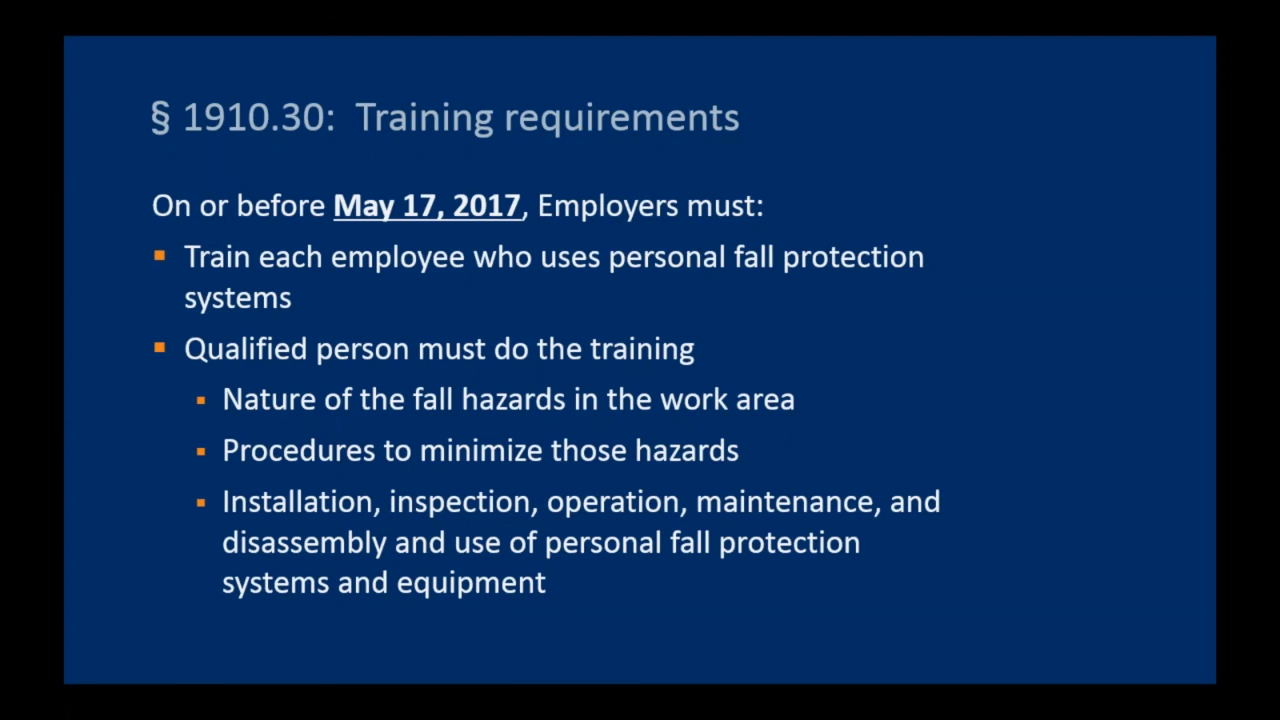 § 1910.30: Training requirements
On or before May 17, 2017, Employers must:
▪ Train each employee who uses personal fall protection
systems
▪ Qualified person must do the training
▪ Nature of the fall hazards in the work area
▪ Procedures to minimize those hazards
▪ Installation, inspection, operation, maintenance, and
disassembly and use of personal fall protection
systems and equipment